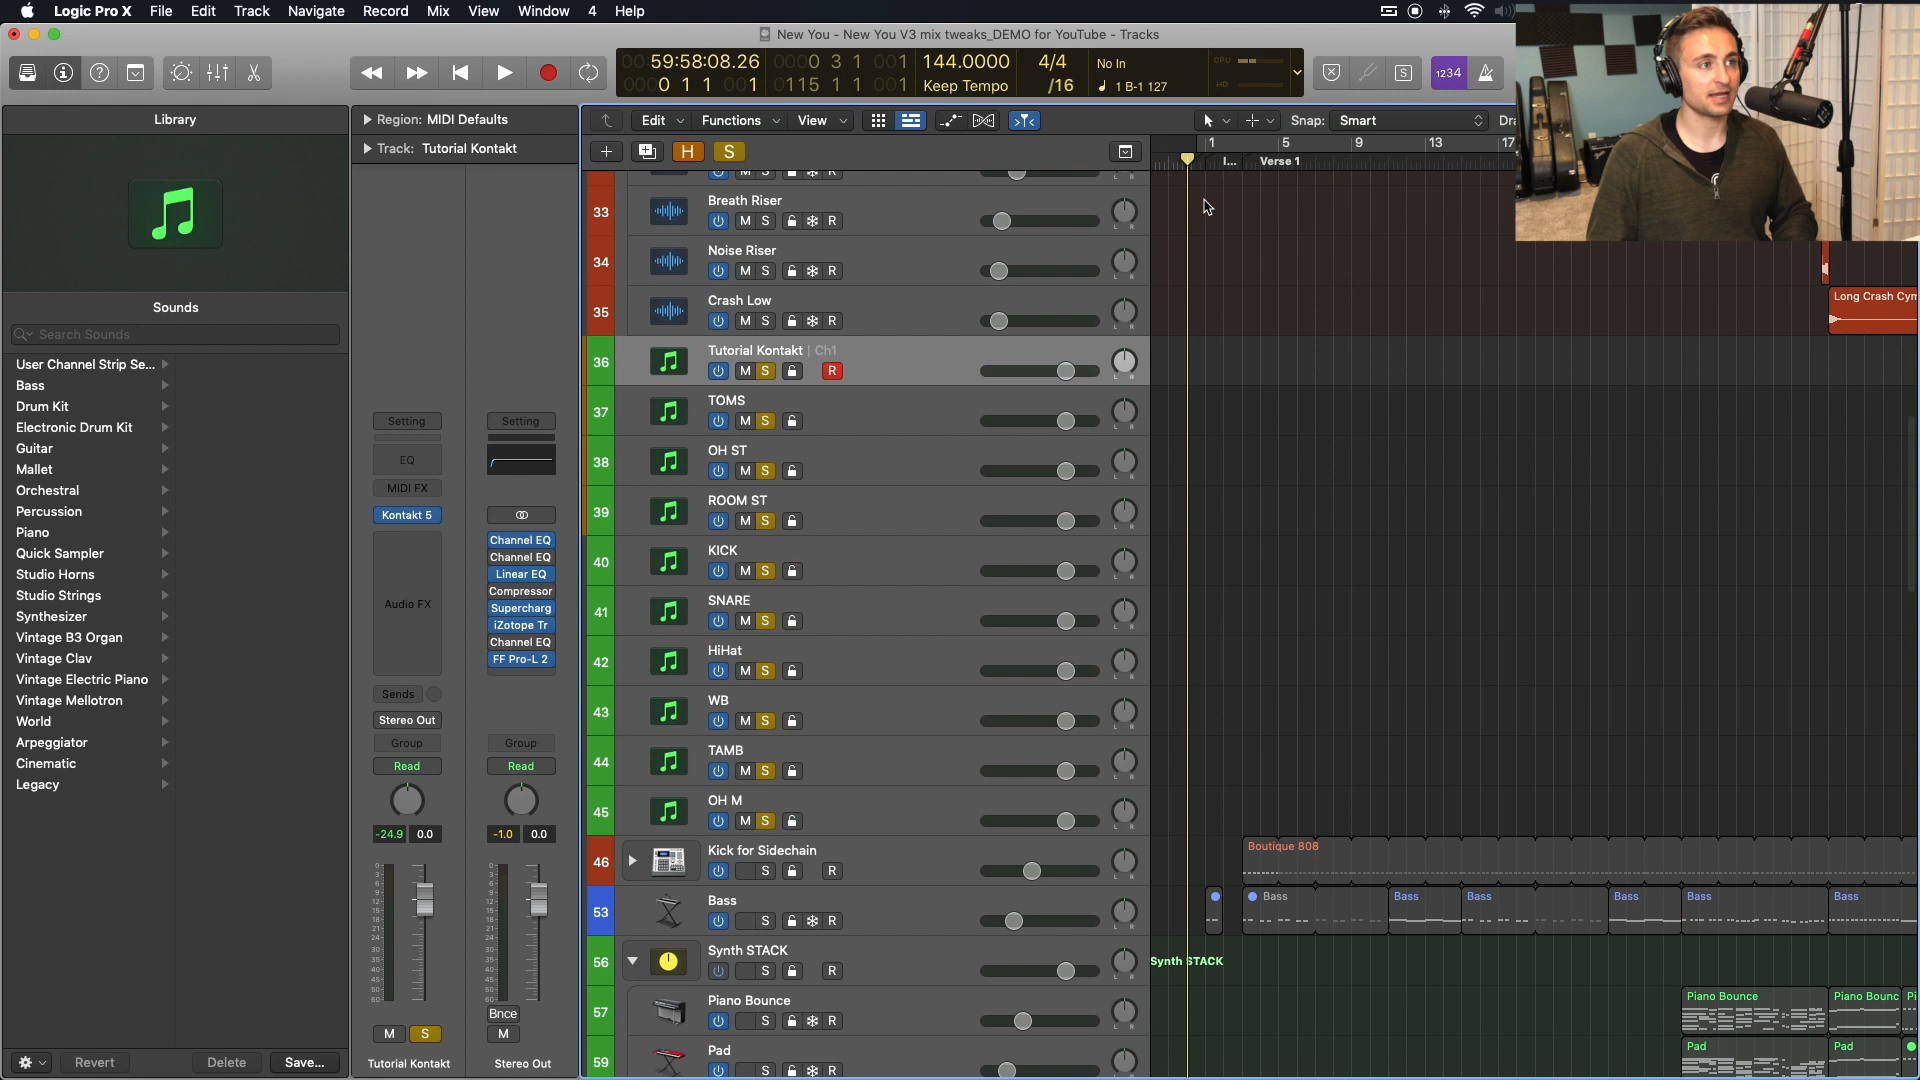 Logic Pro X File Edit Track Navigate Record Mix View Window 4 Help
New You - New You V3 mix tweaks_DEMO for YouTube - Tracks
59:58:08.26 0000 3 1 001 144.0000 4/4 No In CPU
0000 1 1 001 0115 1 1 001 Keep Tempo /16 1 B-1 127 HD
S 1234
Library
Region: MIDI Defaults
Track: Tutorial Kontakt
Edit Functions View Snap: Smart Dra
H S 1 5 9 13 17
I... Verse 1
Sounds
Search Sounds
User Channel Strip Se...
Bass
Drum Kit
Electronic Drum Kit
Guitar
Mallet
Orchestral
Percussion
Piano
Quick Sampler
Studio Horns
Studio Strings
Synthesizer
Vintage B3 Organ
Vintage Clav
Vintage Electric Piano
Vintage Mellotron
World
Arpeggiator
Cinematic
Legacy
Revert Delete Save...
Setting Setting
EQ
MIDI FX
Kontakt 5
Channel EQ
Channel EQ
Linear EQ
Compressor
Audio FX
Supercharg
iZotope Tr
Channel EQ
FF Pro-L 2
Sends
Stereo Out
Group Group
Read Read
-24.9 0.0 -1.0 0.0
Bnce
M S M
Tutorial Kontakt Stereo Out
M S R
33 Breath Riser
M S R
34 Noise Riser
M S R
35 Crash Low
M S R
Long Crash Cym
36 Tutorial Kontakt | Ch1
M S R
37 TOMS
M S
38 OH ST
M S
39 ROOM ST
M S
40 KICK
M S
41 SNARE
M S
42 HiHat
M S
43 WB
M S
44 TAMB
M S
45 OH M
M S
46 Kick for Sidechain
S R
Boutique 808
53 Bass
S R
Bass Bass Bass Bass Bass Bass
56 Synth STACK
S R
Synth STACK
57 Piano Bounce
S R
Piano Bounce Piano Bounc Pi
59 Pad
S R
Pad Pad